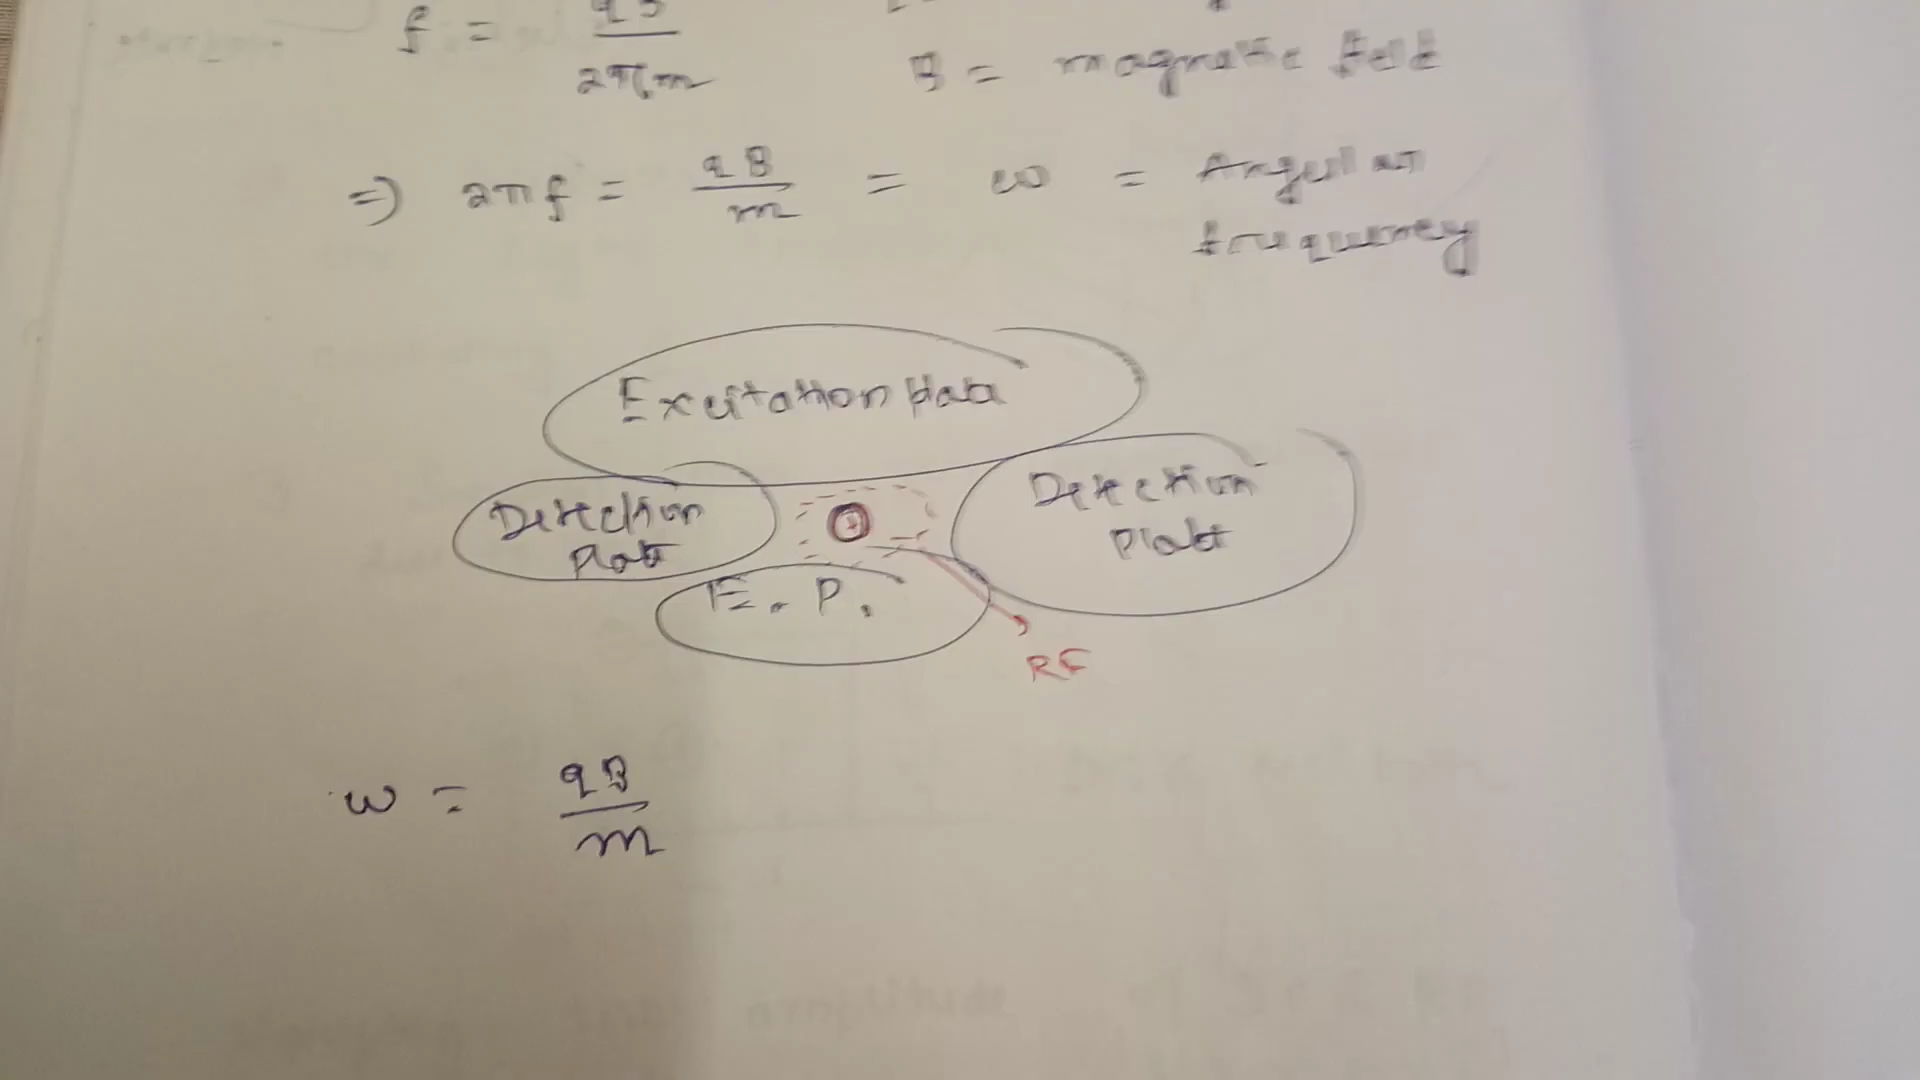 f = qB / 2πm
B = magnetic field
=> 2πf = qB / m = w = Angular
frequency
Excitation plate
Detection
Plate
Detection
Plate
E. P.
RF
w = qB / m